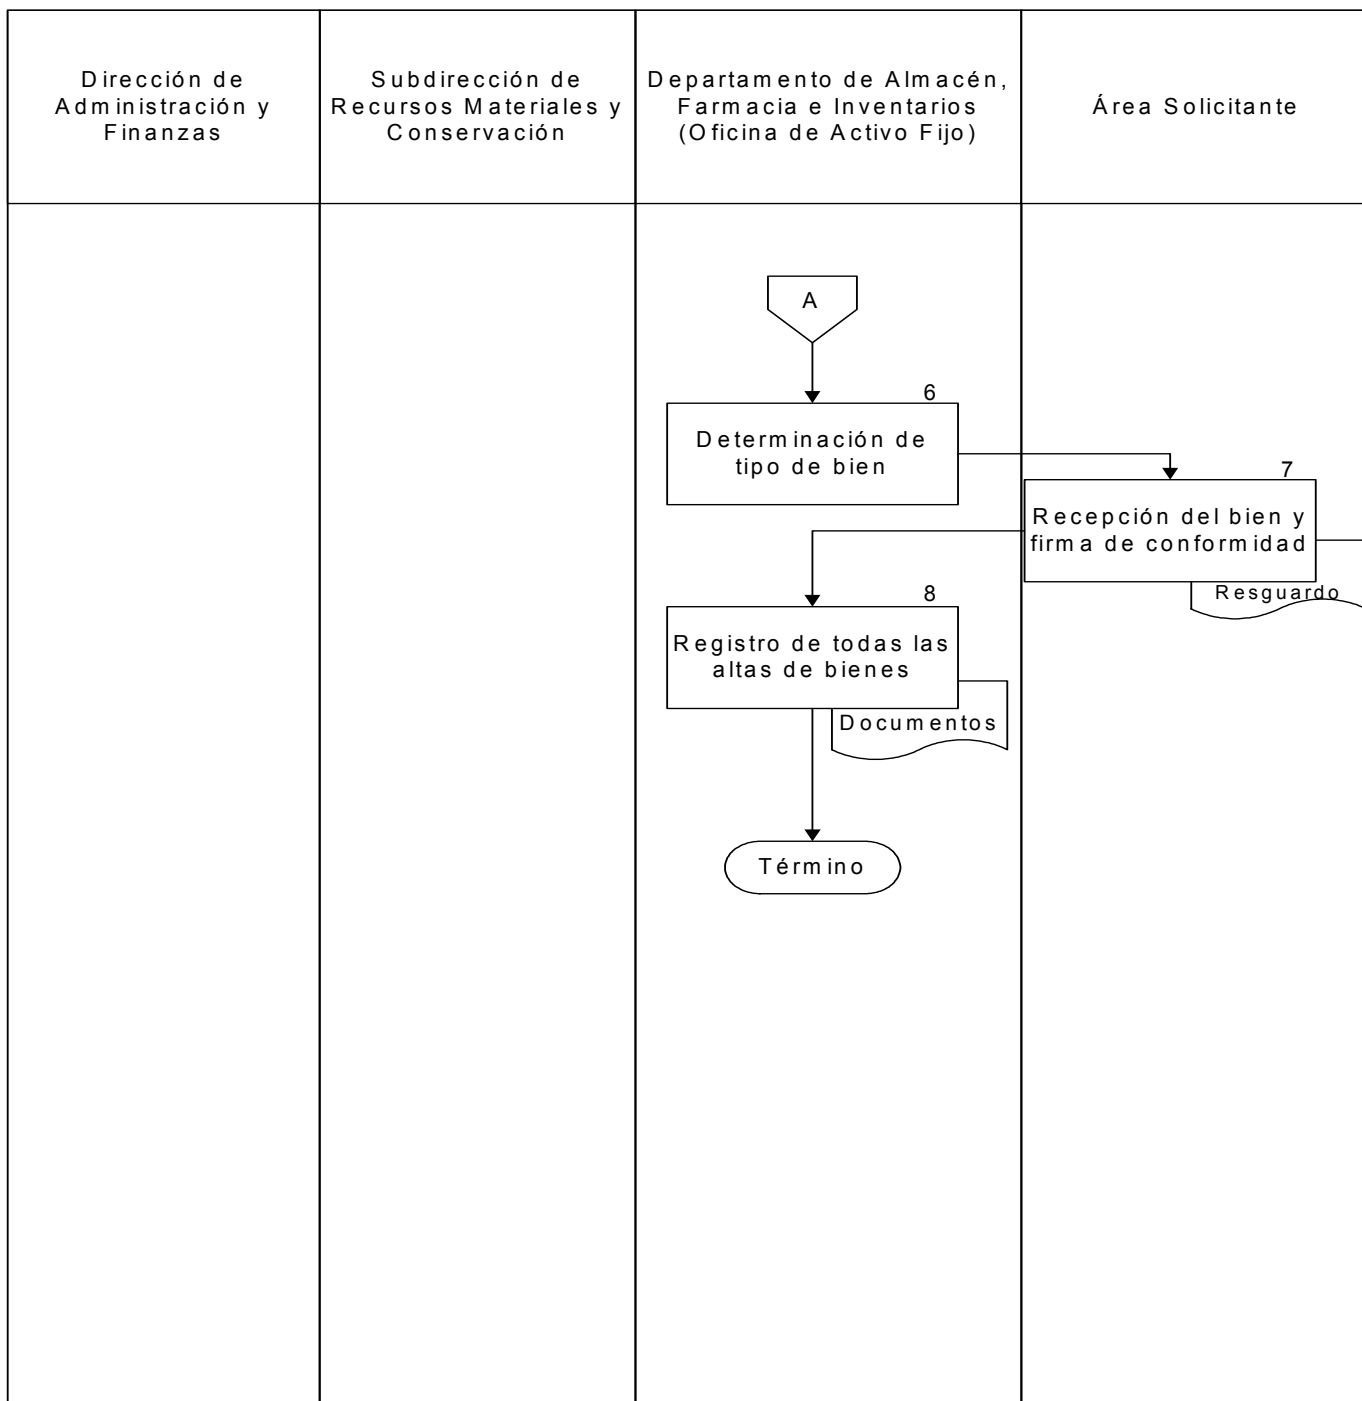 Dirección de
Administración y
Finanzas
Subdirección de
Recursos Materiales y
Conservación
Departamento de Almacén,
Farmacia e Inventarios
(Oficina de Activo Fijo)
Área Solicitante
A
6
Determinación de
tipo de bien
7
Recepción del bien y
firma de conformidad
Resguardo
8
Registro de todas las
altas de bienes
Documentos
Término